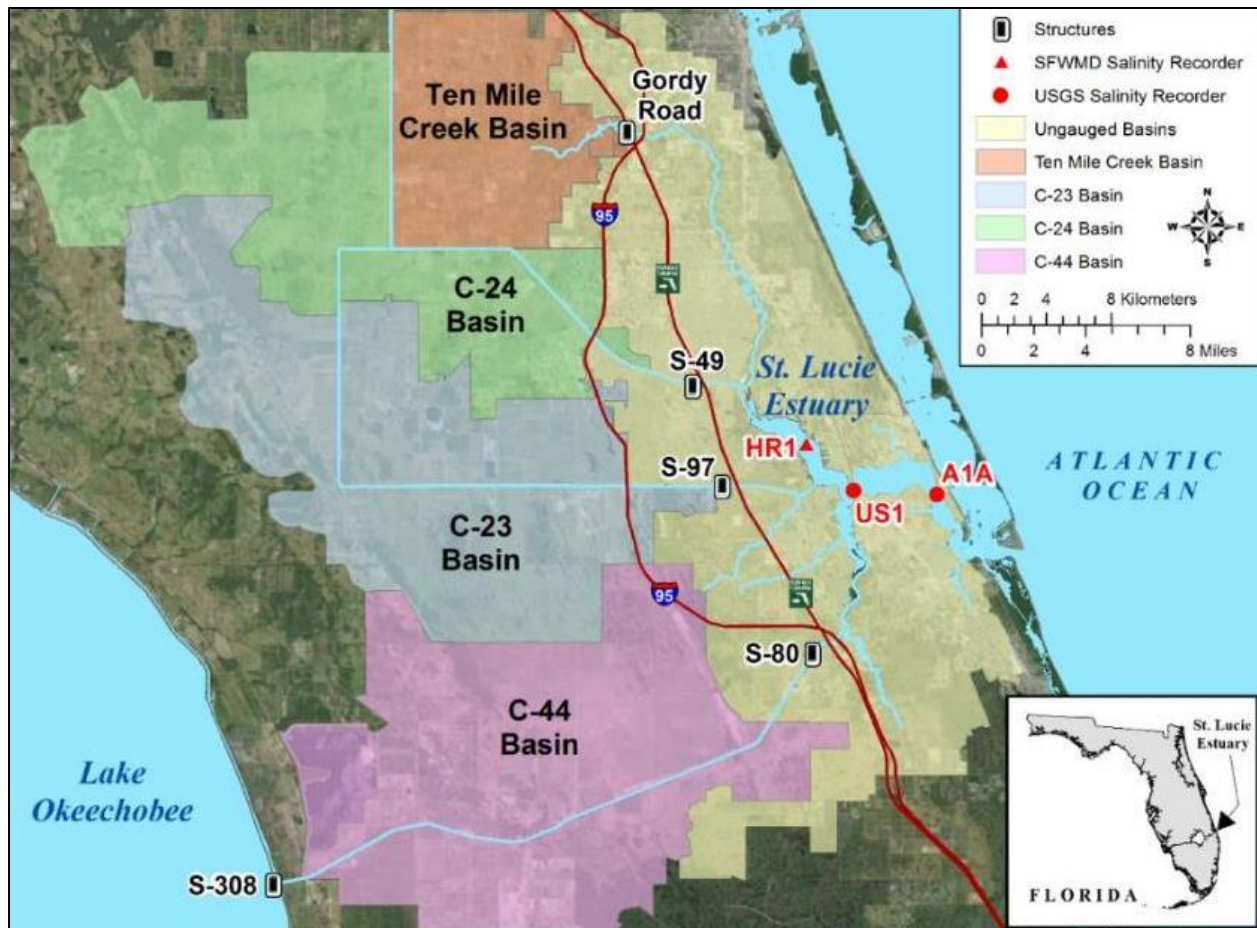 Structures
SFWMD Salinity Recorder
USGS Salinity Recorder
Ungauged Basins
Ten Mile Creek Basin
C-23 Basin
C-24 Basin
C-44 Basin
N
W
E
S
0 2 4 8 Kilometers
0 2 4 8 Miles
Ten Mile
Creek Basin
Gordy
Road
95
C-24
Basin
S-49
St. Lucie
Estuary
HR1
S-97
A1A
US1
ATLANTIC
OCEAN
C-23
Basin
95
S-80
C-44
Basin
Lake
Okeechobee
S-308
St. Lucie
Estuary
FLORIDA